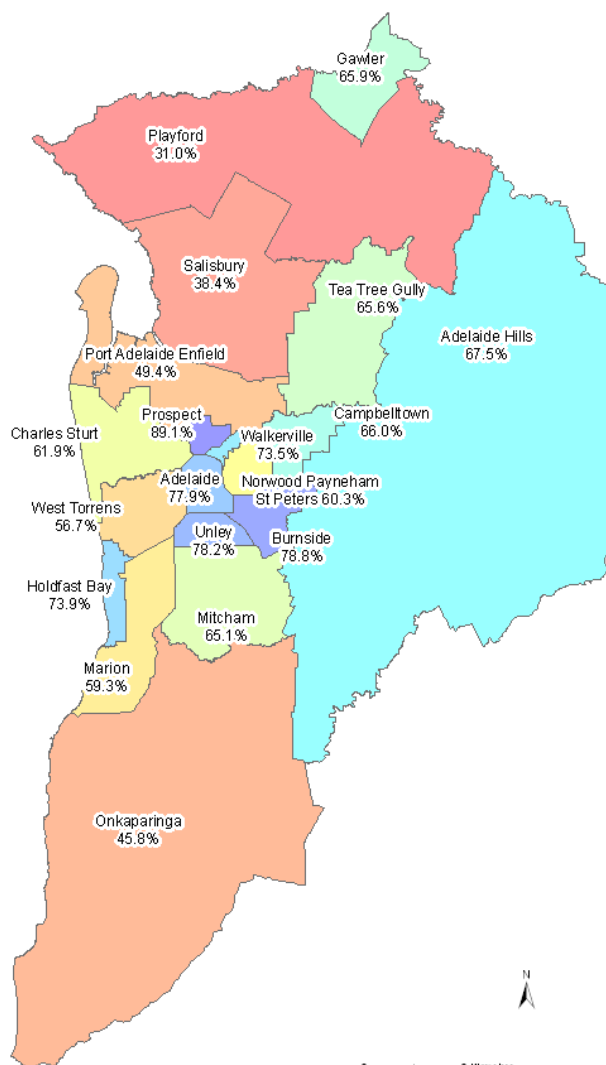 Gawler
65.9%
Playford
31.0%
Salisbury
38.4%
Tea Tree Gully
65.6%
Adelaide Hills
67.5%
Port Adelaide Enfield
49.4%
Prospect
89.1%
Campbelltown
66.0%
Charles Sturt
61.9%
Walkerville
73.5%
Adelaide
77.9%
Norwood Payneham
St Peters 60.3%
West Torrens
56.7%
Unley
78.2%
Burnside
78.8%
Holdfast Bay
73.9%
Mitcham
65.1%
Marion
59.3%
Onkaparinga
45.8%
N